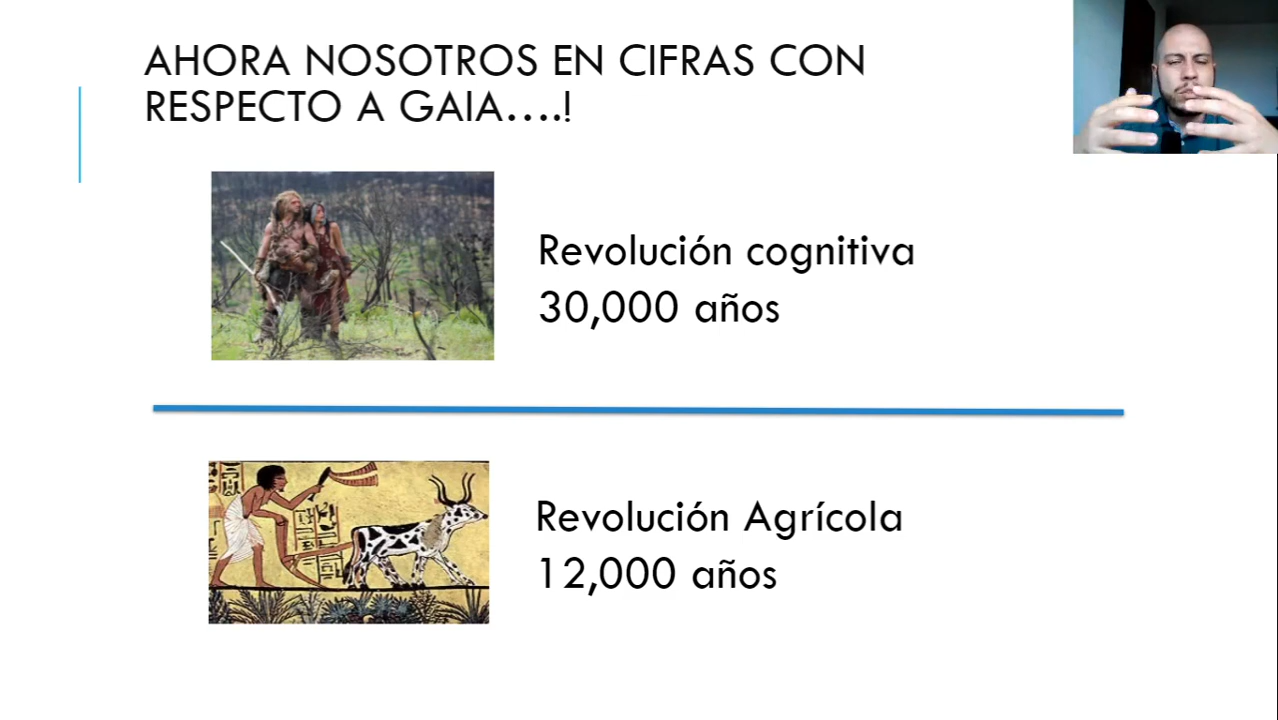 AHORA NOSOTROS EN CIFRAS CON
RESPECTO A GAIA....!
Revolución cognitiva
30,000 años
Revolución Agrícola
12,000 años